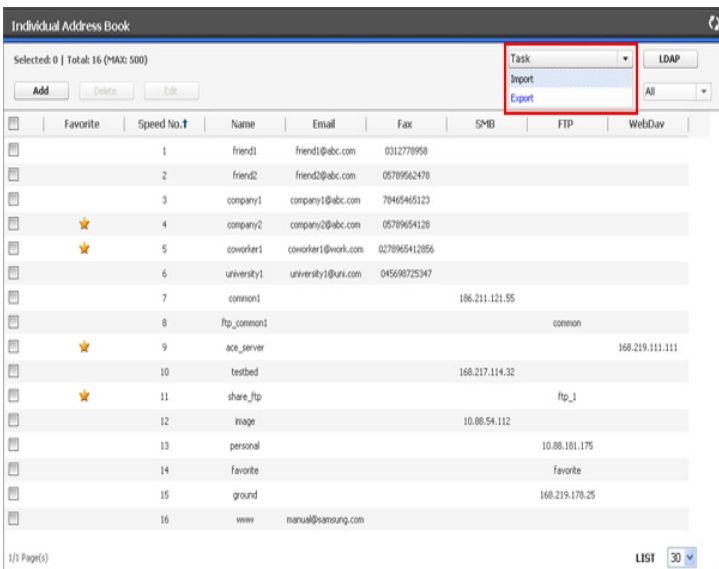 Individual Address Book
Selected: 0 | Total: 16 (MAX: 500)
Task
LDAP
Import
Export
Add Delete Edit
All
Favorite Speed No. Name Email Fax SMB FTP WebDav
1 friend1 friend1@abc.com 0312778958
2 friend2 friend2@abc.com 05789562478
3 company1 company1@abc.com 78465465123
4 company2 company2@abc.com 05789654128
5 coworker1 coworker1@work.com 0278965412856
6 university1 university1@uni.com 045698725347
7 common1 186.211.121.55
8 ftp_common1 common
9 ace_server 168.219.111.111
10 testbed 168.217.114.32
11 share_ftp ftp_1
12 image 10.88.54.112
13 personal 10.88.181.175
14 favorite favorite
15 ground 168.219.178.25
16 www manual@samsung.com
1/1 Page(s)
LIST 30